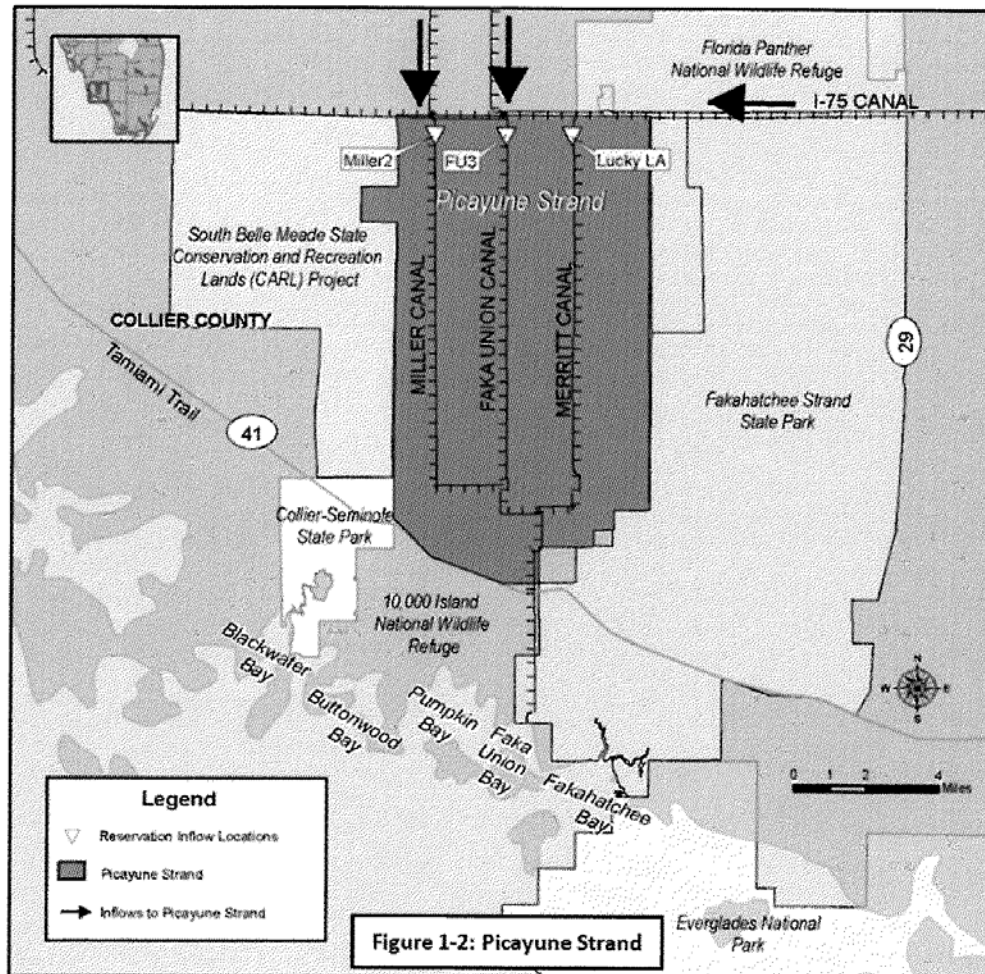 Florida Panther
National Wildlife Refuge
I-75 CANAL
Miller2
FU3
Lucky LA
Picayune Strand
South Belle Meade State
Conservation and Recreation
Lands (CARL) Project
COLLIER COUNTY
Tamiami Trail
41
MILLER CANAL
FAKA UNION CANAL
MERRITT CANAL
29
Fakahatchee Strand
State Park
Collier-Seminole
State Park
10,000 Island
National Wildlife
Refuge
Blackwater
Bay
Buttonwood
Bay
Pumpkin
Bay
Faka
Union
Bay
Fakahatchee
Bay
N
W E
S
0 1 2 4
Miles
Legend
Reservation Inflow Locations
Picayune Strand
Inflows to Picayune Strand
Figure 1-2: Picayune Strand
Everglades National
Park